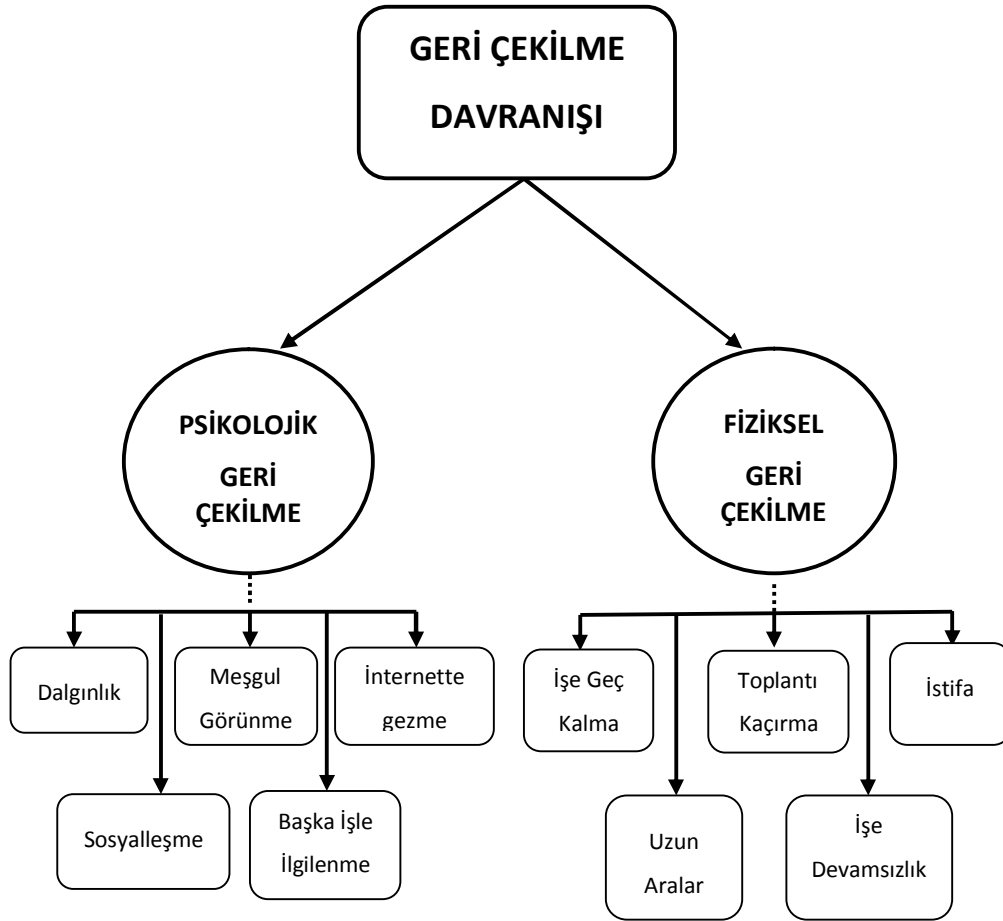 GERİ ÇEKİLME
DAVRANIŞI
PSİKOLOJİK
GERİ
ÇEKİLME
FİZİKSEL
GERİ
ÇEKİLME
Dalgınlık
Meşgul
Görünme
İnternette
gezme
Sosyalleşme
Başka İşle
İlgilenme
İşe Geç
Kalma
Toplantı
Kaçırma
İstifa
Uzun
Aralar
İşe
Devamsızlık